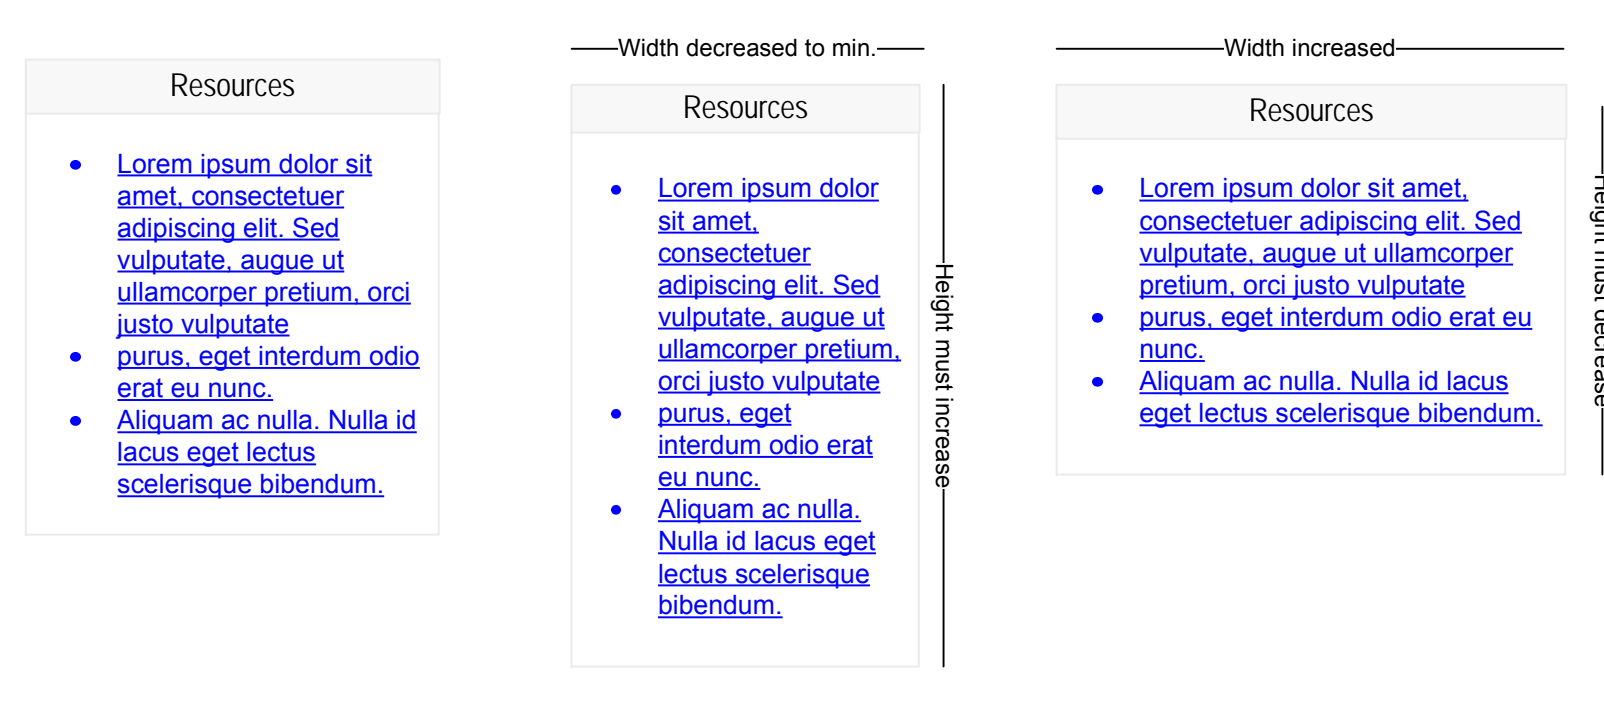 Resources
Lorem ipsum dolor sit
amet, consectetuer
adipiscing elit. Sed
vulputate, augue ut
ullamcorper pretium, orci
justo vulputate
purus, eget interdum odio
erat eu nunc.
Aliquam ac nulla. Nulla id
lacus eget lectus
scelerisque bibendum.
Width decreased to min.
Resources
Lorem ipsum dolor
sit amet,
consectetuer
adipiscing elit. Sed
vulputate, augue ut
ullamcorper pretium,
orci justo vulputate
purus, eget
interdum odio erat
eu nunc.
Aliquam ac nulla.
Nulla id lacus eget
lectus scelerisque
bibendum.
Height must increase
Width increased
Resources
Lorem ipsum dolor sit amet,
consectetuer adipiscing elit. Sed
vulputate, augue ut ullamcorper
pretium, orci justo vulputate
purus, eget interdum odio erat eu
nunc.
Aliquam ac nulla. Nulla id lacus
eget lectus scelerisque bibendum.
Height must decrease